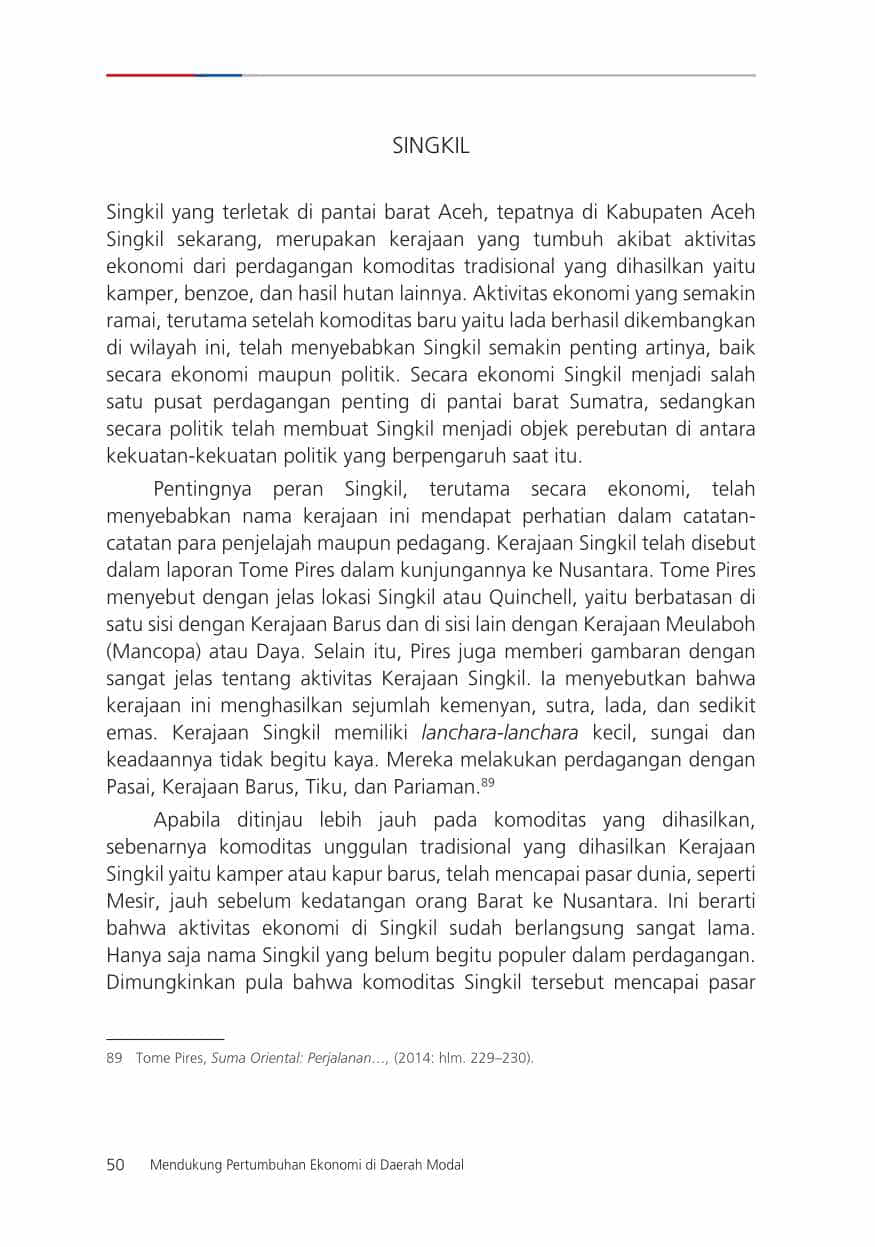 SINGKIL
Singkil yang terletak di pantai barat Aceh, tepatnya di Kabupaten Aceh
Singkil sekarang, merupakan kerajaan yang tumbuh akibat aktivitas
ekonomi dari perdagangan komoditas tradisional yang dihasilkan yaitu
kamper, benzoe, dan hasil hutan lainnya. Aktivitas ekonomi yang semakin
ramai, terutama setelah komoditas baru yaitu lada berhasil dikembangkan
di wilayah ini, telah menyebabkan Singkil semakin penting artinya, baik
secara ekonomi maupun politik. Secara ekonomi Singkil menjadi salah
satu pusat perdagangan penting di pantai barat Sumatra, sedangkan
secara politik telah membuat Singkil menjadi objek perebutan di antara
kekuatan-kekuatan politik yang berpengaruh saat itu.
Pentingnya peran Singkil, terutama secara ekonomi, telah
menyebabkan nama kerajaan ini mendapat perhatian dalam catatan-
catatan para penjelajah maupun pedagang. Kerajaan Singkil telah disebut
dalam laporan Tome Pires dalam kunjungannya ke Nusantara. Tome Pires
menyebut dengan jelas lokasi Singkil atau Quinchell, yaitu berbatasan di
satu sisi dengan Kerajaan Barus dan di sisi lain dengan Kerajaan Meulaboh
(Mancopa) atau Daya. Selain itu, Pires juga memberi gambaran dengan
sangat jelas tentang aktivitas Kerajaan Singkil. Ia menyebutkan bahwa
kerajaan ini menghasilkan sejumlah kemenyan, sutra, lada, dan sedikit
emas. Kerajaan Singkil memiliki lanchara-lanchara kecil, sungai dan
keadaannya tidak begitu kaya. Mereka melakukan perdagangan dengan
Pasai, Kerajaan Barus, Tiku, dan Pariaman.89
Apabila ditinjau lebih jauh pada komoditas yang dihasilkan,
sebenarnya komoditas unggulan tradisional yang dihasilkan Kerajaan
Singkil yaitu kamper atau kapur barus, telah mencapai pasar dunia, seperti
Mesir, jauh sebelum kedatangan orang Barat ke Nusantara. Ini berarti
bahwa aktivitas ekonomi di Singkil sudah berlangsung sangat lama.
Hanya saja nama Singkil yang belum begitu populer dalam perdagangan.
Dimungkinkan pula bahwa komoditas Singkil tersebut mencapai pasar
89 Tome Pires, Suma Oriental: Perjalanan…, (2014: hlm. 229–230).
50 Mendukung Pertumbuhan Ekonomi di Daerah Modal